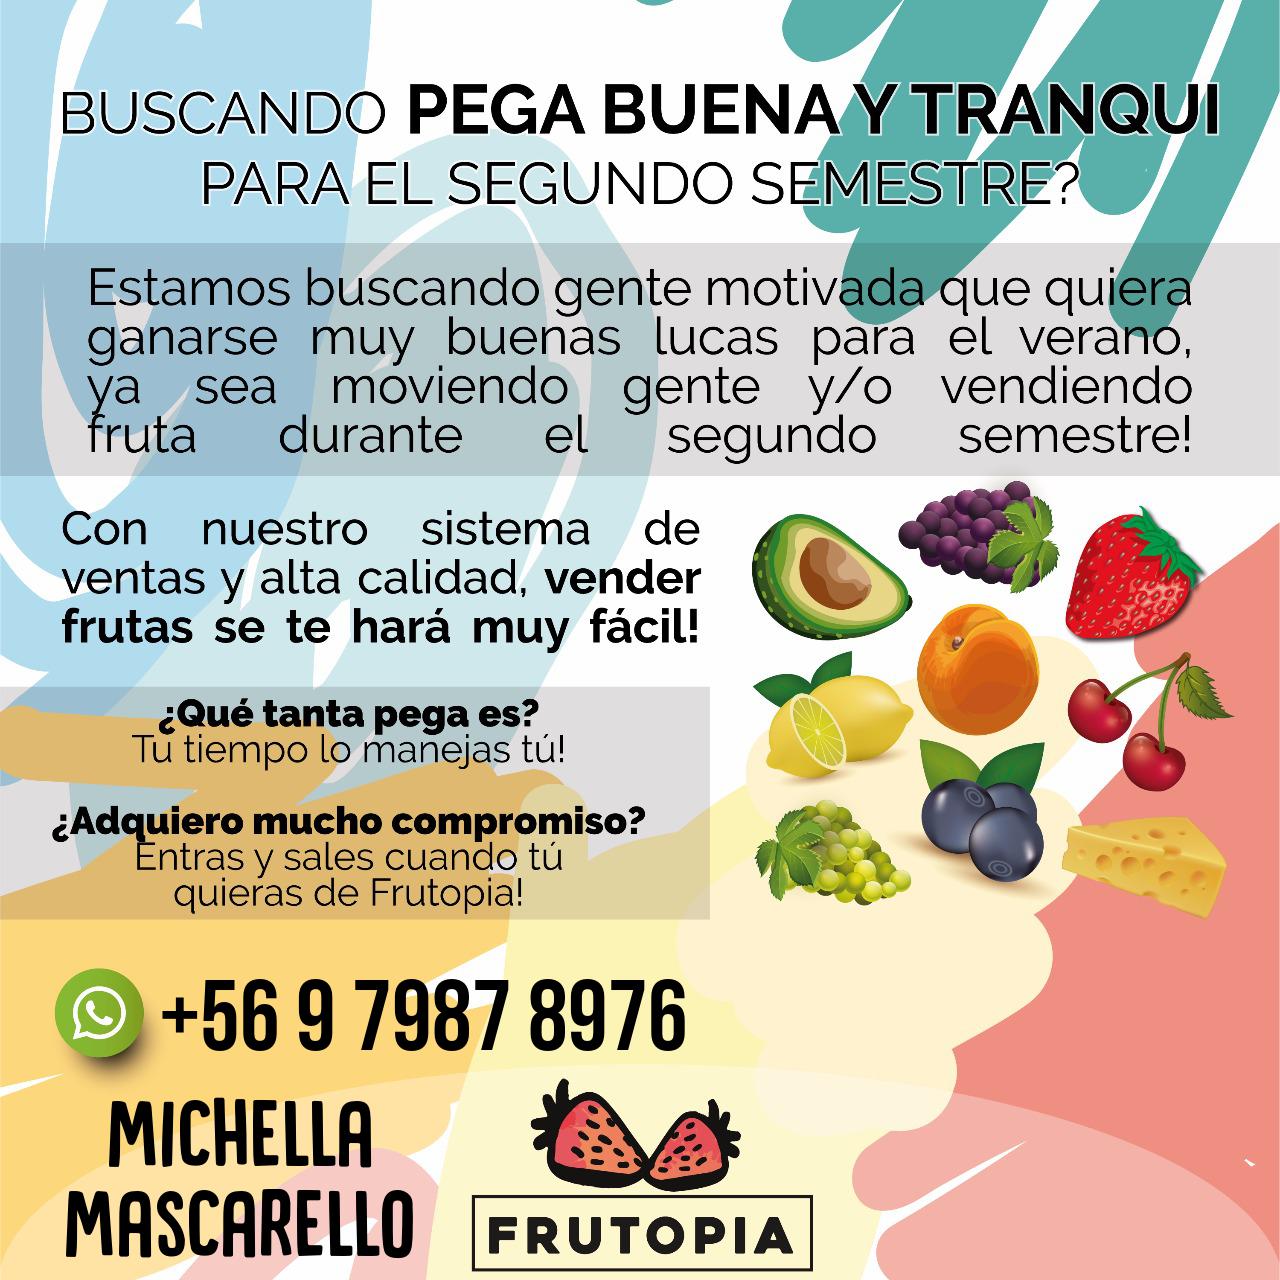 BUSCANDO PEGA BUENA Y TRANQUI
PARA EL SEGUNDO SEMESTRE?
Estamos buscando gente motivada que quiera
ganarse muy buenas lucas para el verano,
ya sea moviendo gente y/o vendiendo
fruta durante el segundo semestre!
Con nuestro sistema de
ventas y alta calidad, vender
frutas se te hará muy fácil!
¿Qué tanta pega es?
Tu tiempo lo manejas tú!
¿Adquiero mucho compromiso?
Entras y sales cuando tú
quieras de Frutopia!
+56 9 7987 8976
MICHELLA
MASCARELLO
FRUTOPIA